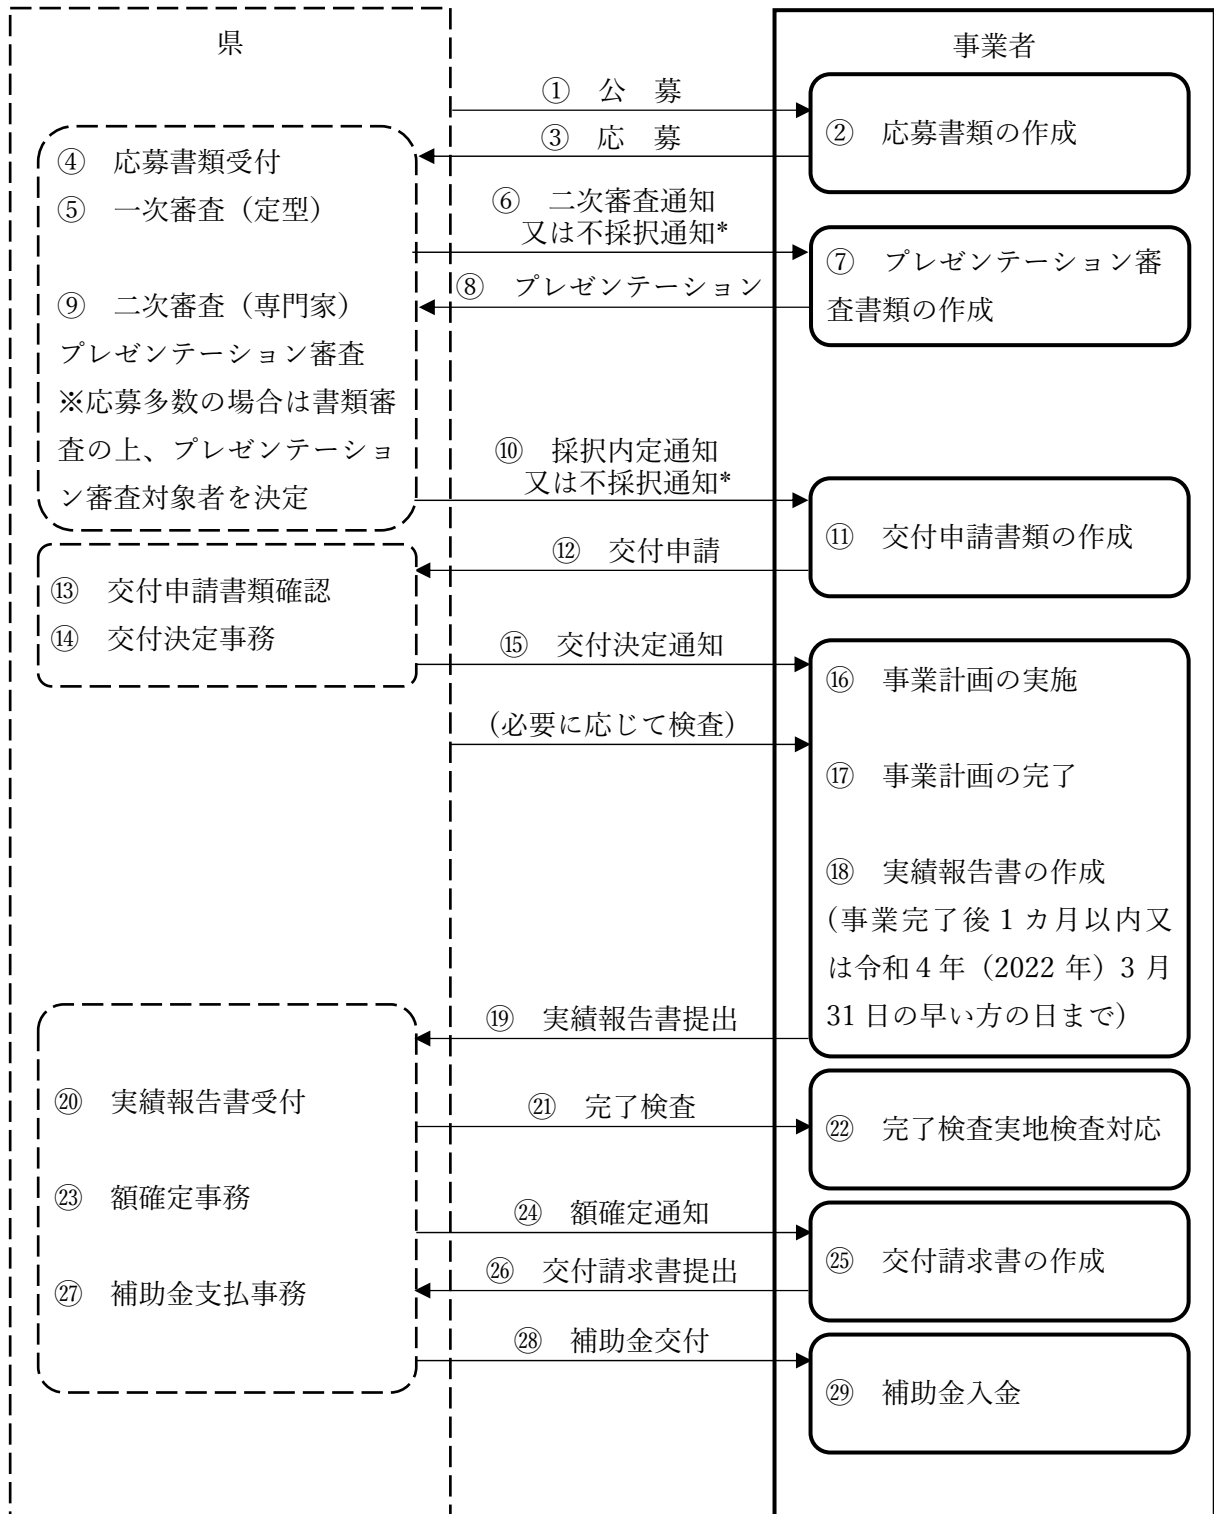 県
事業者
① 公 募
② 応募書類の作成
③ 応 募
④ 応募書類受付
⑤ 一次審査（定型）
⑥ 二次審査通知
又は不採択通知*
⑦ プレゼンテーション審
査書類の作成
⑧ プレゼンテーション
⑨ 二次審査（専門家）
プレゼンテーション審査
※応募多数の場合は書類審
査の上、プレゼンテーショ
ン審査対象者を決定
⑩ 採択内定通知
又は不採択通知*
⑪ 交付申請書類の作成
⑫ 交付申請
⑬ 交付申請書類確認
⑭ 交付決定事務
⑮ 交付決定通知
⑯ 事業計画の実施
（必要に応じて検査）
⑰ 事業計画の完了
⑱ 実績報告書の作成
（事業完了後１カ月以内又
は令和４年（2022 年）３月
31 日の早い方の日まで）
⑲ 実績報告書提出
⑳ 実績報告書受付
㉑ 完了検査
㉒ 完了検査実地検査対応
㉓ 額確定事務
㉔ 額確定通知
㉕ 交付請求書の作成
㉖ 交付請求書提出
㉗ 補助金支払事務
㉘ 補助金交付
㉙ 補助金入金